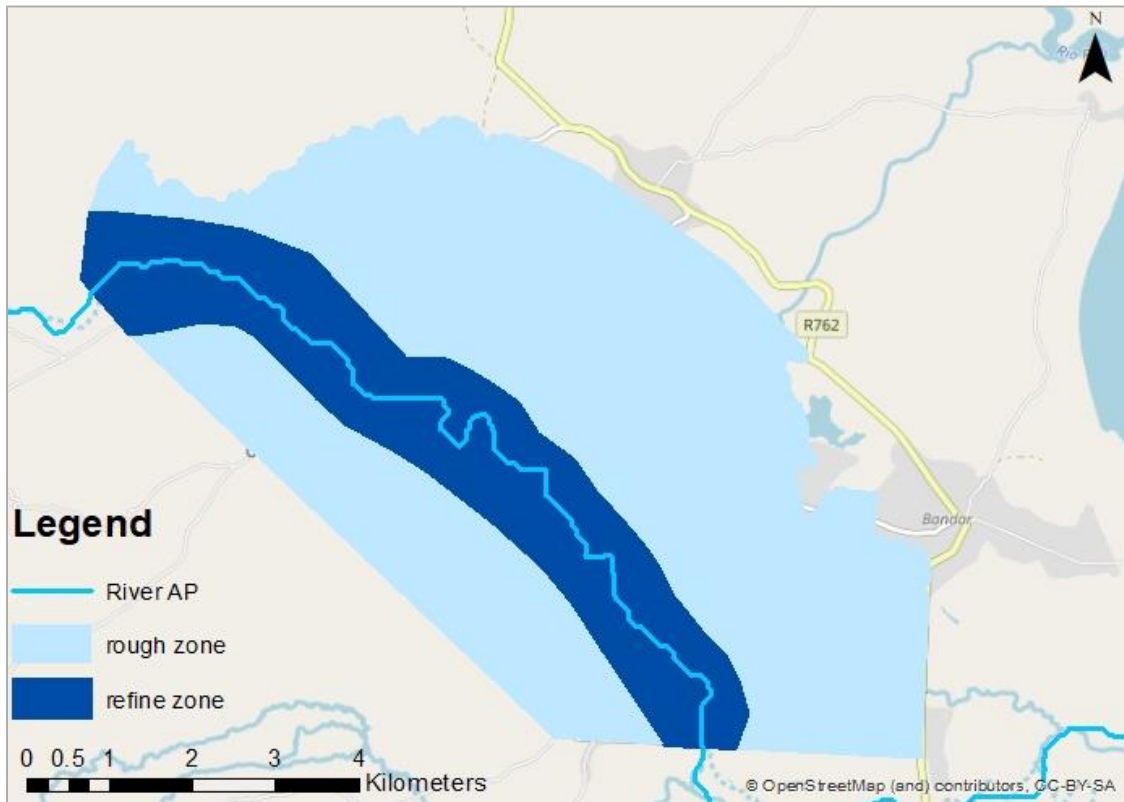 N
R762
Bandar
Legend
River AP
rough zone
refine zone
0 0.5 1 2 3 4
Kilometers
© OpenStreetMap (and) contributors, CC-BY-SA